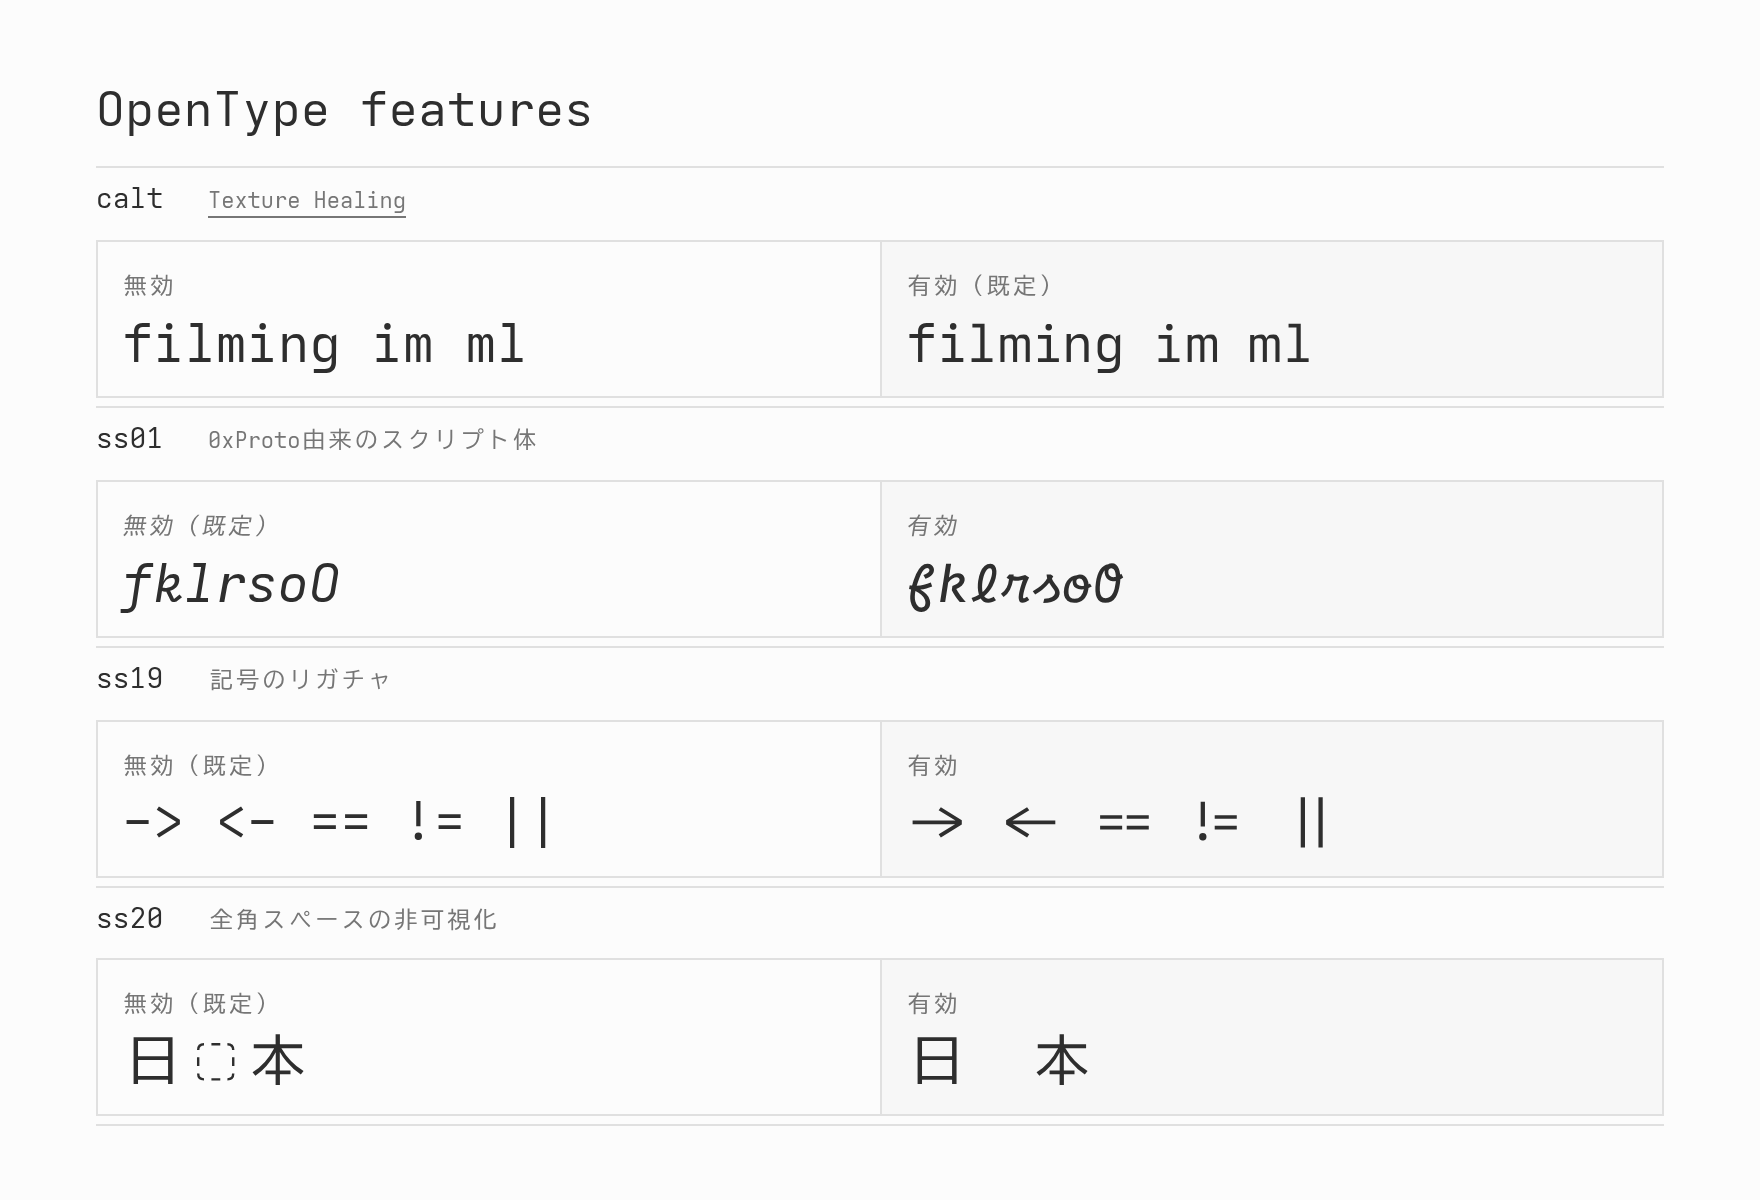 OpenType features
calt Texture Healing
無効 有効（既定）
filming im ml filming im ml
ss01 0xProto由来のスクリプト体
無効（既定） 有効
fklrsoO fklrsoO
ss19 記号のリガチャ
無効（既定） 有効
-> <- == != || -> <- == != ||
ss20 全角スペースの非可視化
無効（既定） 有効
日　本 日　本